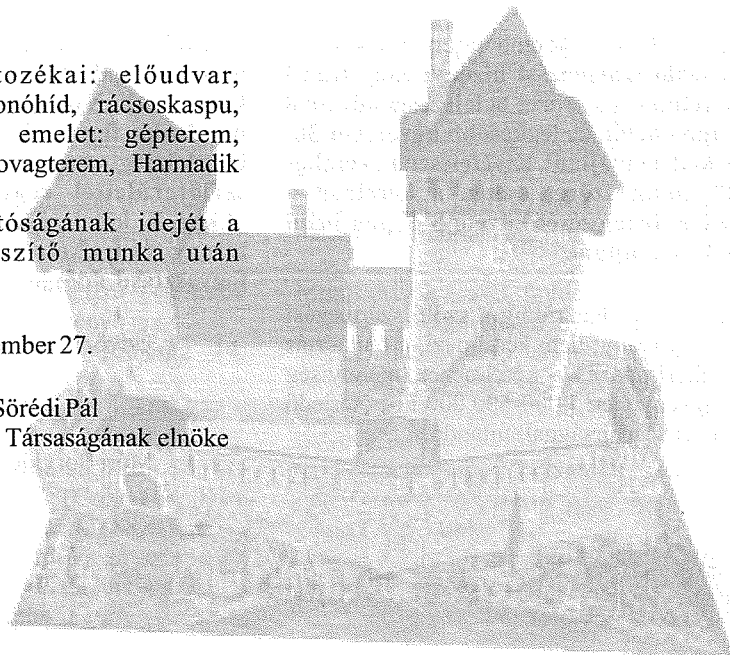 tozékai: előudvar,
onóhíd, rácsoskaspu,
emelet: gépterem,
ovagterem, Harmadik
tóságának idejét a
szítő munka után
mber 27.
Sörédi Pál
Társaságának elnöke